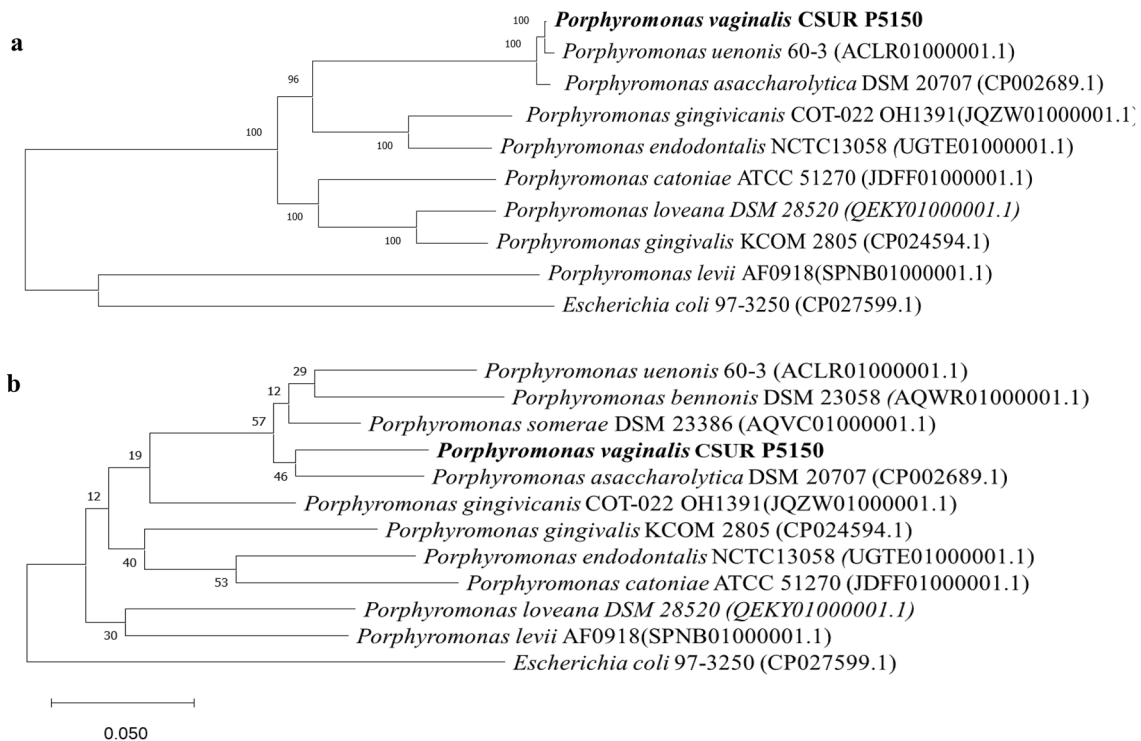 a
100
Porphyromonas vaginalis CSUR P5150
100
Porphyromonas uenonis 60-3 (ACLR01000001.1)
96
Porphyromonas asaccharolytica DSM 20707 (CP002689.1)
Porphyromonas gingivicanis COT-022 OH1391(JQZW01000001.1)
100
100
Porphyromonas endodontalis NCTC13058 (UGTE01000001.1)
Porphyromonas catoniae ATCC 51270 (JDFF01000001.1)
100
Porphyromonas loveana DSM 28520 (QEKY01000001.1)
100
Porphyromonas gingivalis KCOM 2805 (CP024594.1)
Porphyromonas levii AF0918(SPNB01000001.1)
Escherichia coli 97-3250 (CP027599.1)
b
29
Porphyromonas uenonis 60-3 (ACLR01000001.1)
12
Porphyromonas bennonis DSM 23058 (AQWR01000001.1)
57
Porphyromonas somerae DSM 23386 (AQVC01000001.1)
19
Porphyromonas vaginalis CSUR P5150
46
Porphyromonas asaccharolytica DSM 20707 (CP002689.1)
12
Porphyromonas gingivicanis COT-022 OH1391(JQZW01000001.1)
Porphyromonas gingivalis KCOM 2805 (CP024594.1)
40
Porphyromonas endodontalis NCTC13058 (UGTE01000001.1)
53
Porphyromonas catoniae ATCC 51270 (JDFF01000001.1)
Porphyromonas loveana DSM 28520 (QEKY01000001.1)
30
Porphyromonas levii AF0918(SPNB01000001.1)
Escherichia coli 97-3250 (CP027599.1)
0.050